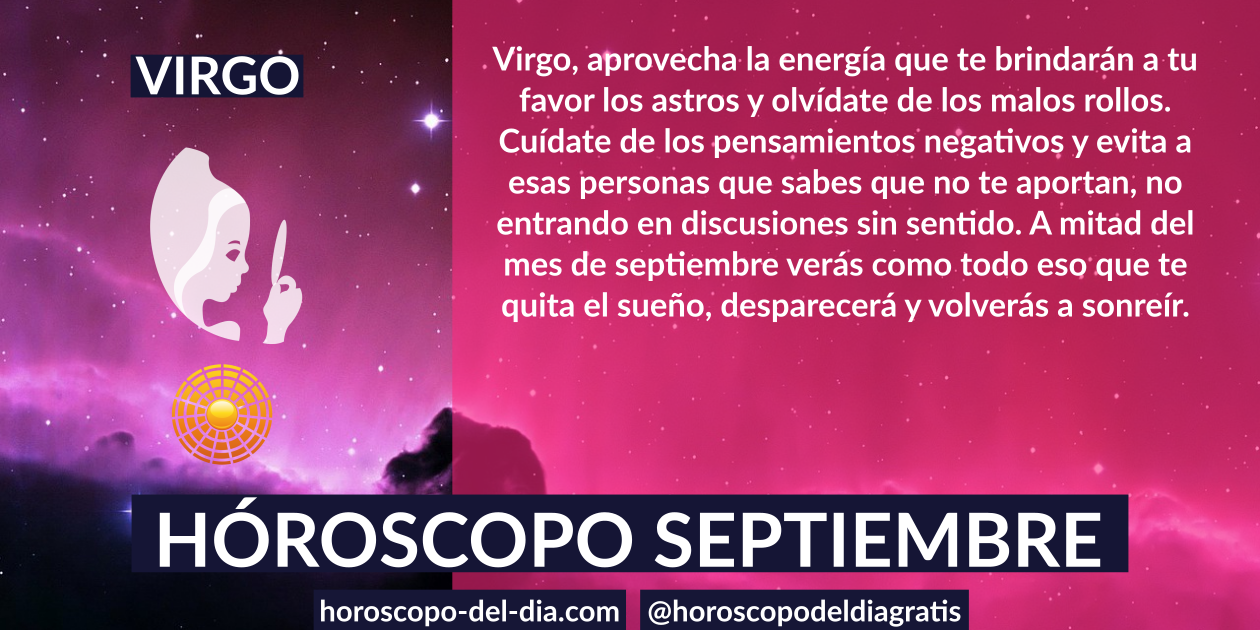 VIRGO
Virgo, aprovecha la energía que te brindarán a tu
favor los astros y olvídate de los malos rollos.
Cuídate de los pensamientos negativos y evita a
esas personas que sabes que no te aportan, no
entrando en discusiones sin sentido. A mitad del
mes de septiembre verás como todo eso que te
quita el sueño, desparecerá y volverás a sonreír.
HÓROSCOPO SEPTIEMBRE
horoscopo-del-dia.com
@horoscopodeldiagratis